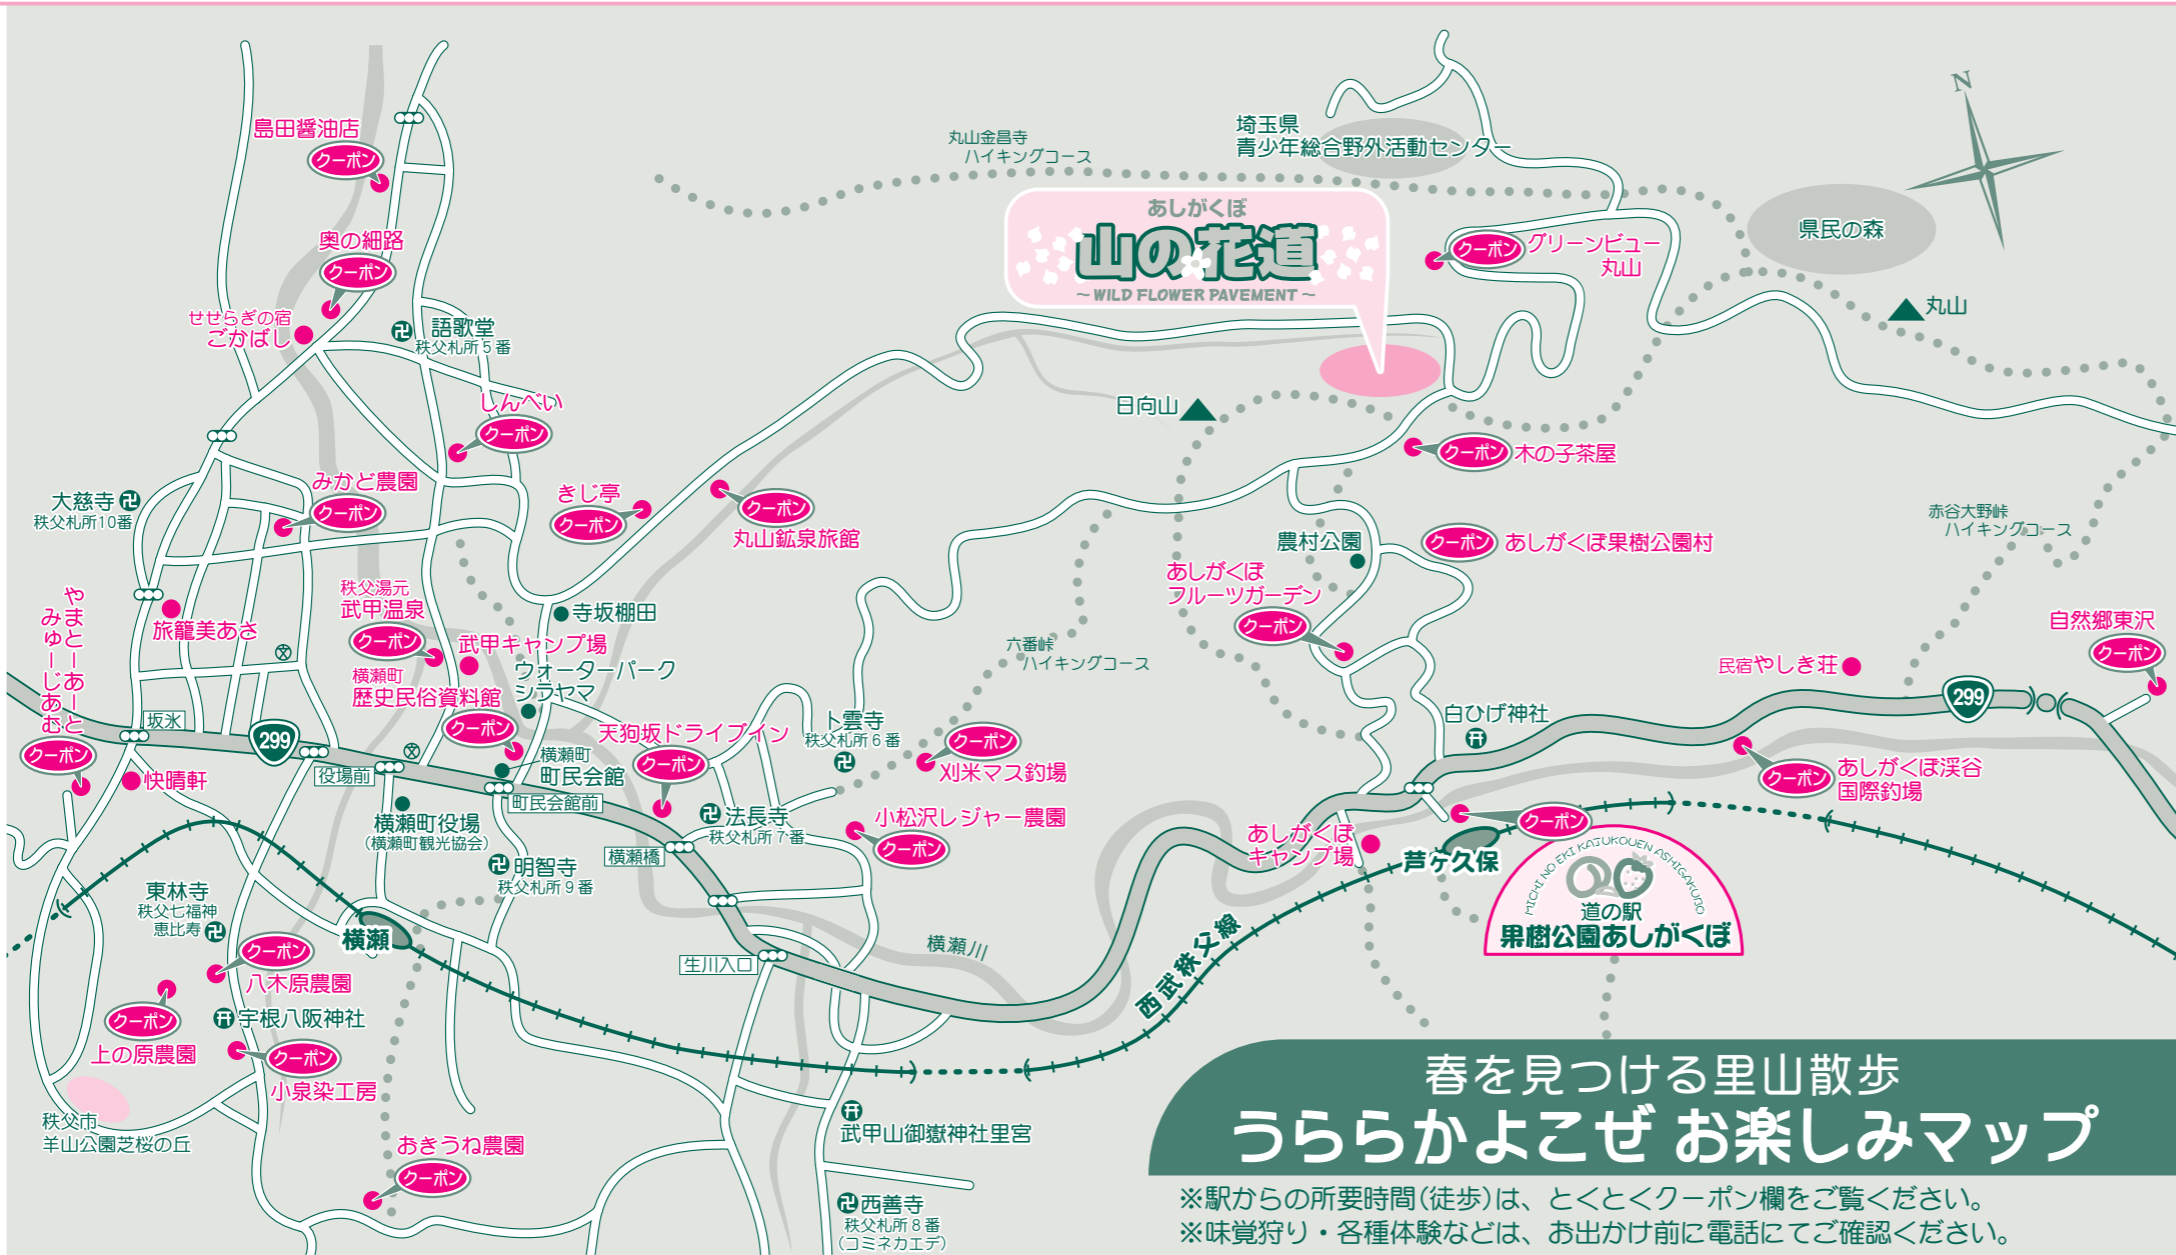 島田醤油店
クーポン
奥の細路
クーポン
せせらぎの宿
ごかばし
語歌堂
秩父札所5番
しんべい
クーポン
大慈寺
秩父札所10番
みかど農園
クーポン
きじ亭
クーポン
クーポン
丸山鉱泉旅館
丸山金昌寺
ハイキングコース
埼玉県
青少年総合野外活動センター
N
県民の森
丸山
あしがくぼ
山の花道
~ WILD FLOWER PAVEMENT ~
クーポン
グリーンビュー
丸山
日向山
クーポン
木の子茶屋
農村公園
クーポン
あしがくぼ果樹公園村
あしがくぼ
フルーツガーデン
クーポン
赤谷大野峠
ハイキングコース
自然郷東沢
クーポン
民宿やしき荘
299
やまとーあーと
みゅーじあむ
クーポン
旅籠美あさ
秩父湯元
武甲温泉
クーポン
武甲キャンプ場
寺坂棚田
ウォーターパーク
シラヤマ
横瀬町
歴史民俗資料館
クーポン
六番峠
ハイキングコース
坂氷
299
役場前
快晴軒
横瀬町
町民会館
町民会館前
天狗坂ドライブイン
クーポン
卜雲寺
秩父札所6番
クーポン
刈米マス釣場
白ひげ神社
クーポン
あしがくぼ渓谷
国際釣場
横瀬町役場
(横瀬町観光協会)
明智寺
秩父札所9番
横瀬橋
法長寺
秩父札所7番
小松沢レジャー農園
クーポン
あしがくぼ
キャンプ場
芦ヶ久保
クーポン
MICHI NO EKI KAJUKOUEN ASHIGAKUBO
道の駅
果樹公園あしがくぼ
東林寺
秩父七福神
恵比寿
横瀬
クーポン
八木原農園
クーポン
上の原農園
宇根八阪神社
クーポン
小泉染工房
生川入口
横瀬川
西武秩父線
秩父市
羊山公園芝桜の丘
おきうね農園
クーポン
武甲山御嶽神社里宮
西善寺
秩父札所8番
(コミネカエデ)
春を見つける里山散歩
うららかよこぜ お楽しみマップ
※駅からの所要時間(徒歩)は、とくとくクーポン欄をご覧ください。
※味覚狩り・各種体験などは、お出かけ前に電話にてご確認ください。